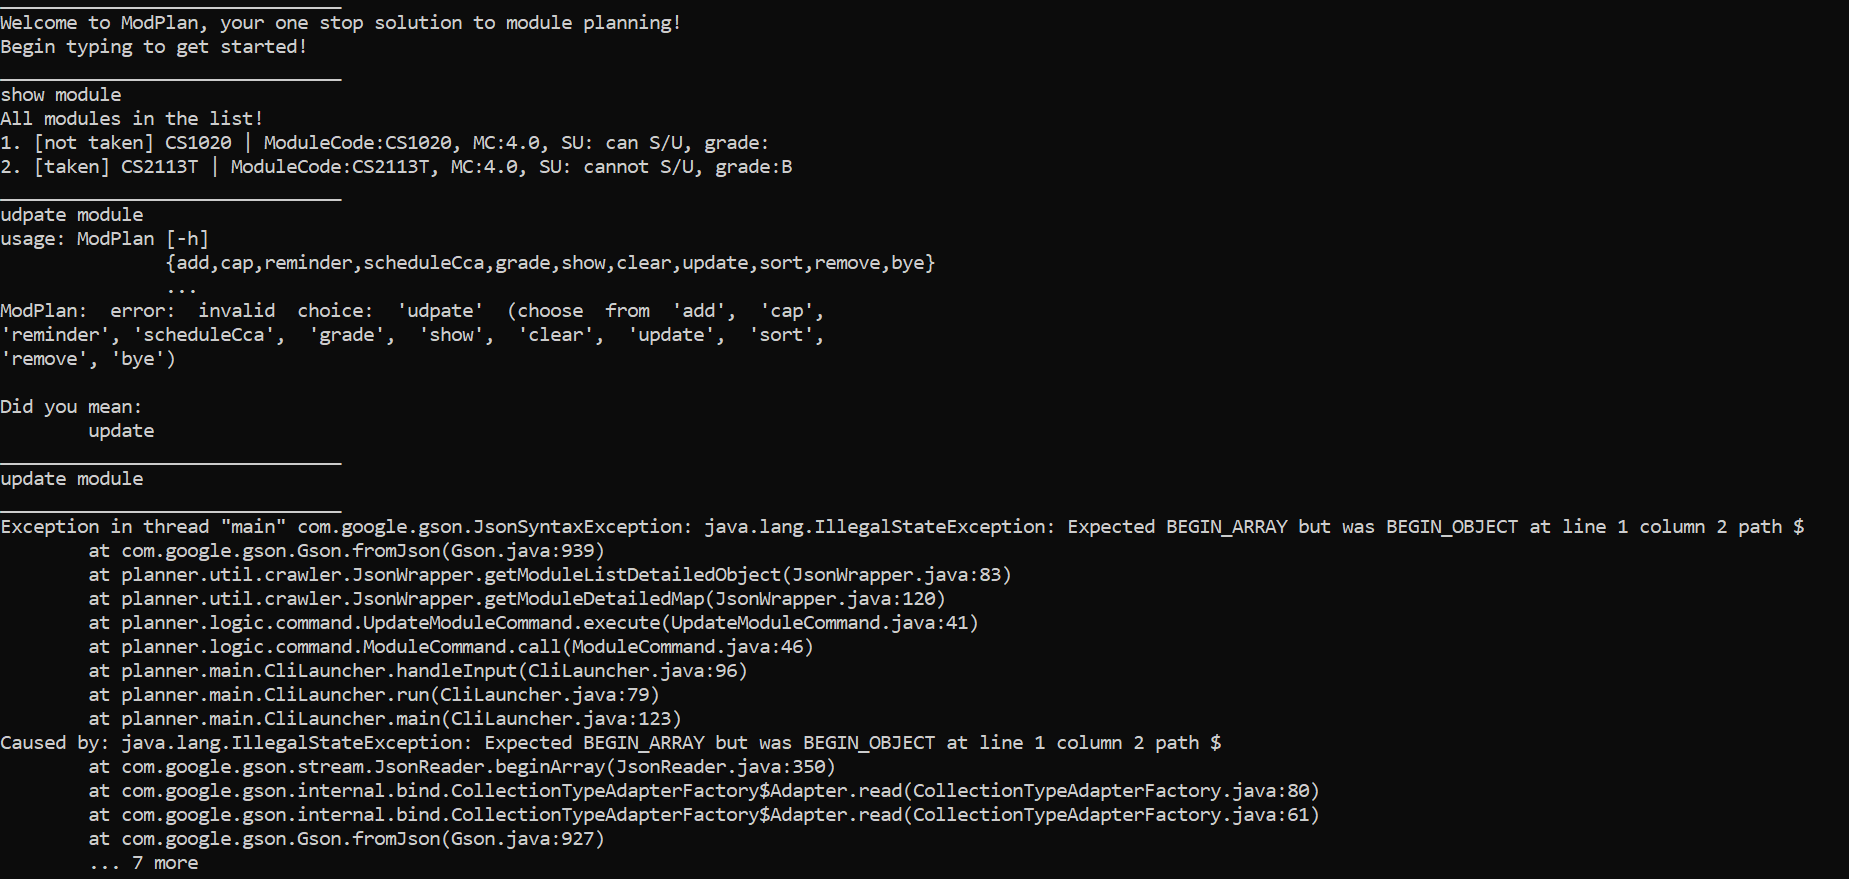 _______________________________
Welcome to ModPlan, your one stop solution to module planning!
Begin typing to get started!
_______________________________
show module
All modules in the list!
1. [not taken] CS1020 | ModuleCode:CS1020, MC:4.0, SU: can S/U, grade:
2. [taken] CS2113T | ModuleCode:CS2113T, MC:4.0, SU: cannot S/U, grade:B
_______________________________
udpate module
usage: ModPlan [-h]
               {add,cap,reminder,scheduleCca,grade,show,clear,update,sort,remove,bye}
               ...
ModPlan:  error:  invalid  choice:  'udpate'  (choose  from  'add',  'cap',
'reminder', 'scheduleCca',  'grade',  'show',  'clear',  'update',  'sort',
'remove', 'bye')

Did you mean:
        update
_______________________________
update module
_______________________________
Exception in thread "main" com.google.gson.JsonSyntaxException: java.lang.IllegalStateException: Expected BEGIN_ARRAY but was BEGIN_OBJECT at line 1 column 2 path $
        at com.google.gson.Gson.fromJson(Gson.java:939)
        at planner.util.crawler.JsonWrapper.getModuleListDetailedObject(JsonWrapper.java:83)
        at planner.util.crawler.JsonWrapper.getModuleDetailedMap(JsonWrapper.java:120)
        at planner.logic.command.UpdateModuleCommand.execute(UpdateModuleCommand.java:41)
        at planner.logic.command.ModuleCommand.call(ModuleCommand.java:46)
        at planner.main.CliLauncher.handleInput(CliLauncher.java:96)
        at planner.main.CliLauncher.run(CliLauncher.java:79)
        at planner.main.CliLauncher.main(CliLauncher.java:123)
Caused by: java.lang.IllegalStateException: Expected BEGIN_ARRAY but was BEGIN_OBJECT at line 1 column 2 path $
        at com.google.gson.stream.JsonReader.beginArray(JsonReader.java:350)
        at com.google.gson.internal.bind.CollectionTypeAdapterFactory$Adapter.read(CollectionTypeAdapterFactory.java:80)
        at com.google.gson.internal.bind.CollectionTypeAdapterFactory$Adapter.read(CollectionTypeAdapterFactory.java:61)
        at com.google.gson.Gson.fromJson(Gson.java:927)
        ... 7 more